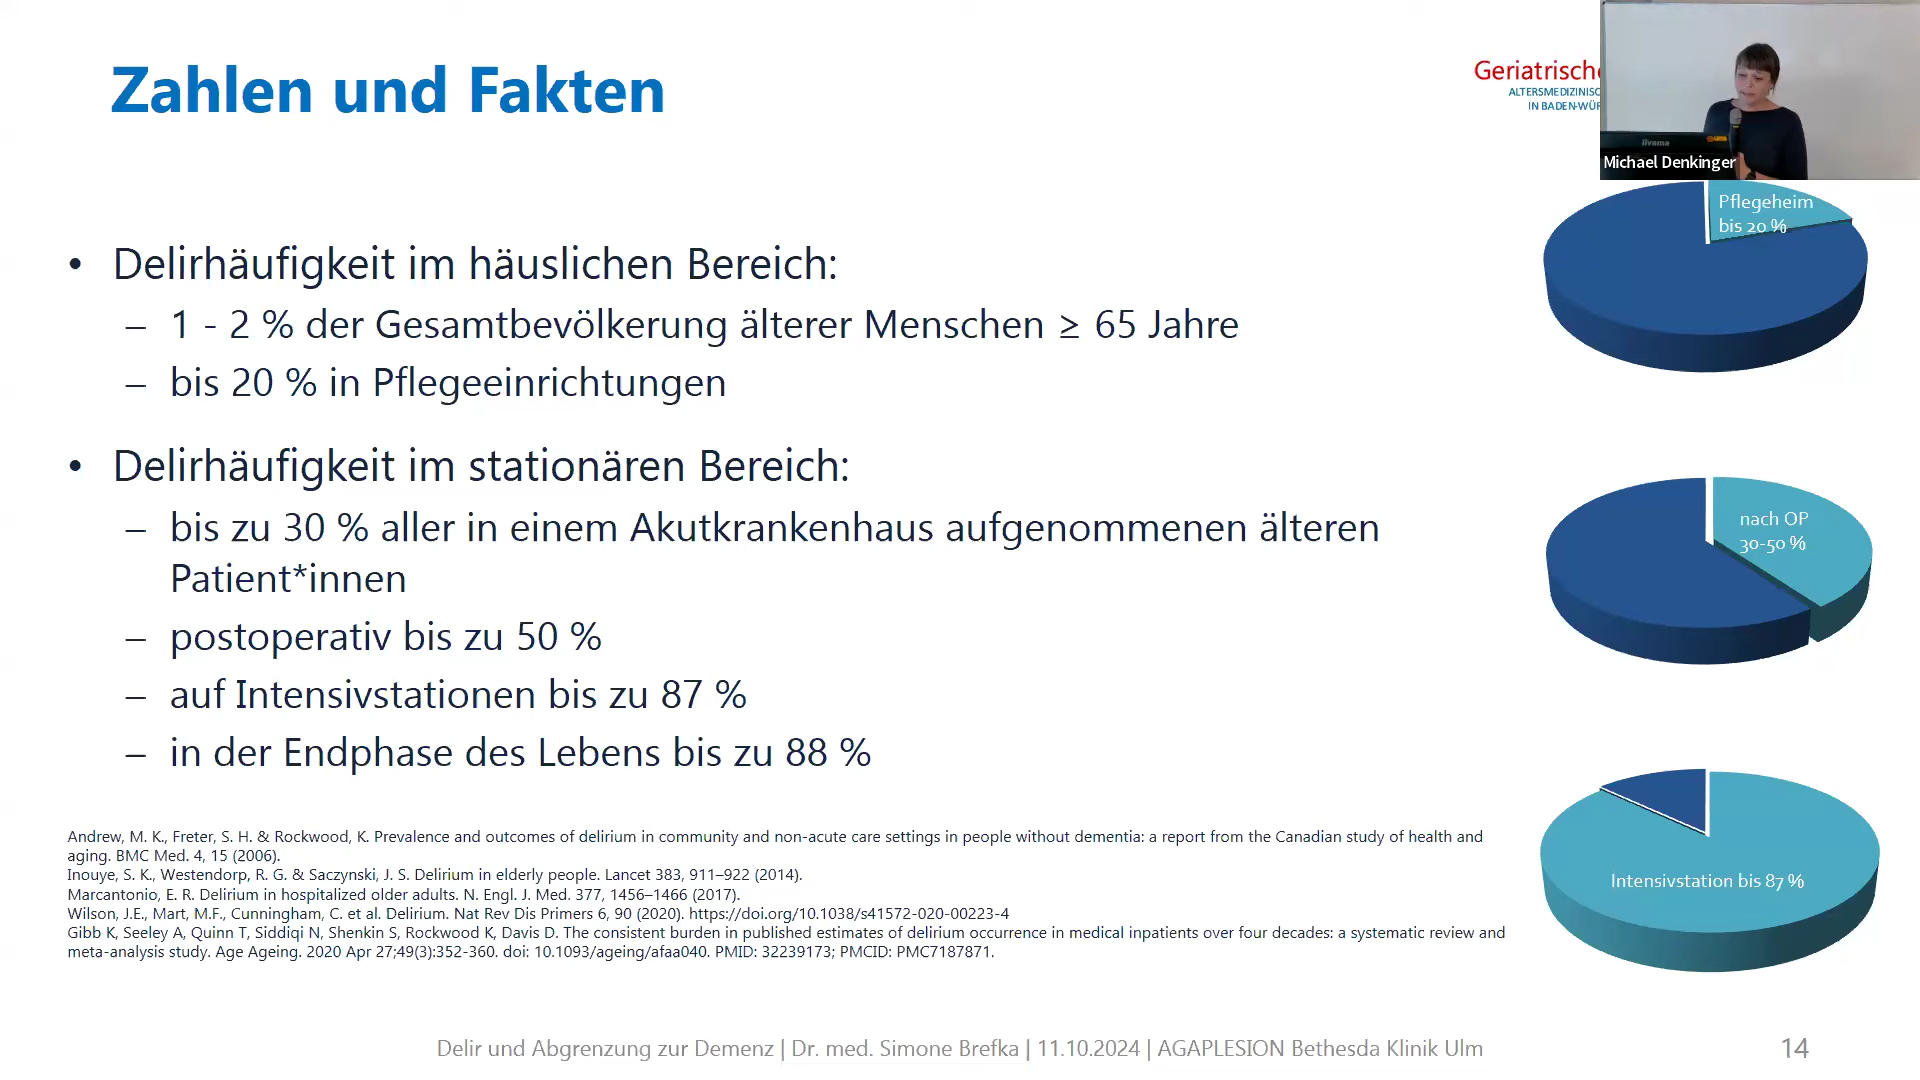 Zahlen und Fakten
Geriatrische
ALTERSMEDIZINISC
IN BADEN-WÜR
iiyama
Michael Denkinger
Pflegeheim
bis 20 %
• Delirhäufigkeit im häuslichen Bereich:
– 1 - 2 % der Gesamtbevölkerung älterer Menschen ≥ 65 Jahre
– bis 20 % in Pflegeeinrichtungen
• Delirhäufigkeit im stationären Bereich:
– bis zu 30 % aller in einem Akutkrankenhaus aufgenommenen älteren
Patient*innen
– postoperativ bis zu 50 %
– auf Intensivstationen bis zu 87 %
– in der Endphase des Lebens bis zu 88 %
nach OP
30-50 %
Intensivstation bis 87 %
Andrew, M. K., Freter, S. H. & Rockwood, K. Prevalence and outcomes of delirium in community and non-acute care settings in people without dementia: a report from the Canadian study of health and
aging. BMC Med. 4, 15 (2006).
Inouye, S. K., Westendorp, R. G. & Saczynski, J. S. Delirium in elderly people. Lancet 383, 911–922 (2014).
Marcantonio, E. R. Delirium in hospitalized older adults. N. Engl. J. Med. 377, 1456–1466 (2017).
Wilson, J.E., Mart, M.F., Cunningham, C. et al. Delirium. Nat Rev Dis Primers 6, 90 (2020). https://doi.org/10.1038/s41572-020-00223-4
Gibb K, Seeley A, Quinn T, Siddiqi N, Shenkin S, Rockwood K, Davis D. The consistent burden in published estimates of delirium occurrence in medical inpatients over four decades: a systematic review and
meta-analysis study. Age Ageing. 2020 Apr 27;49(3):352-360. doi: 10.1093/ageing/afaa040. PMID: 32239173; PMCID: PMC7187871.
Delir und Abgrenzung zur Demenz | Dr. med. Simone Brefka | 11.10.2024 | AGAPLESION Bethesda Klinik Ulm
14